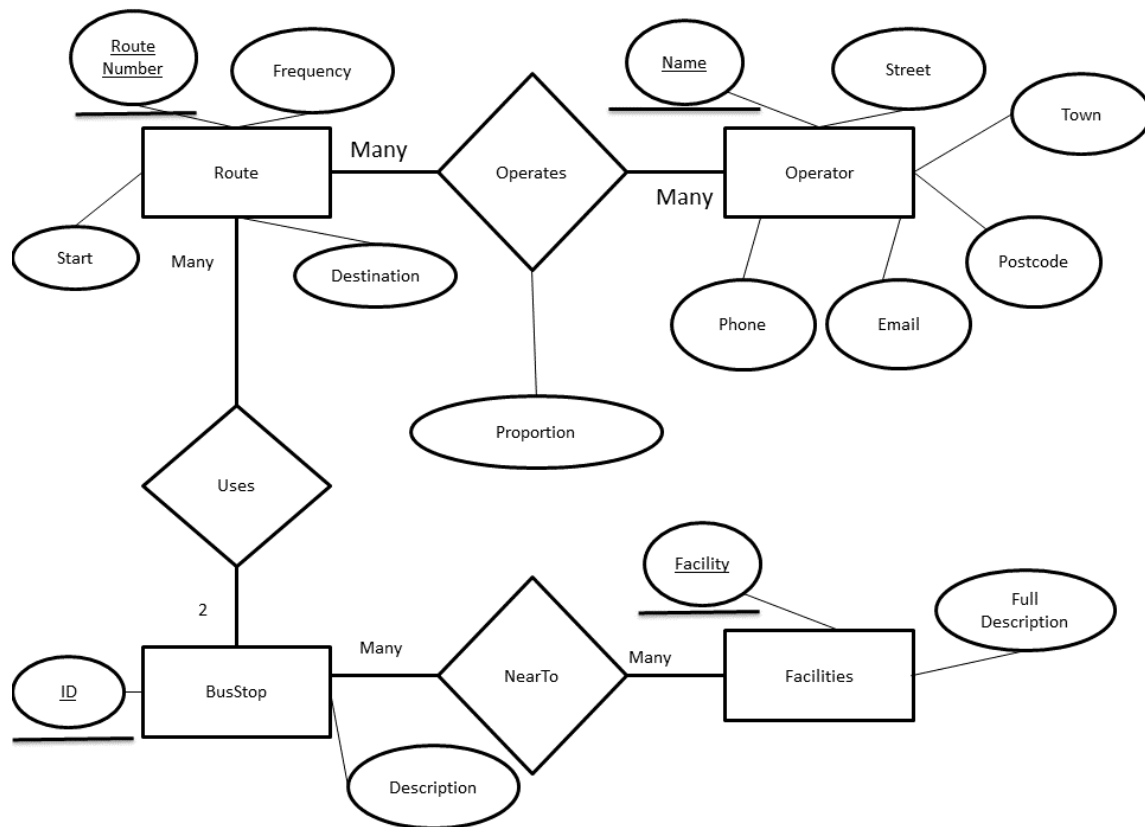 Route
Number
Frequency
Name
Street
Town
Many
Route
Operates
Operator
Many
Start
Many
Destination
Postcode
Phone
Email
Proportion
Uses
Facility
2
Full
Description
Many
Many
ID
BusStop
NearTo
Facilities
Description